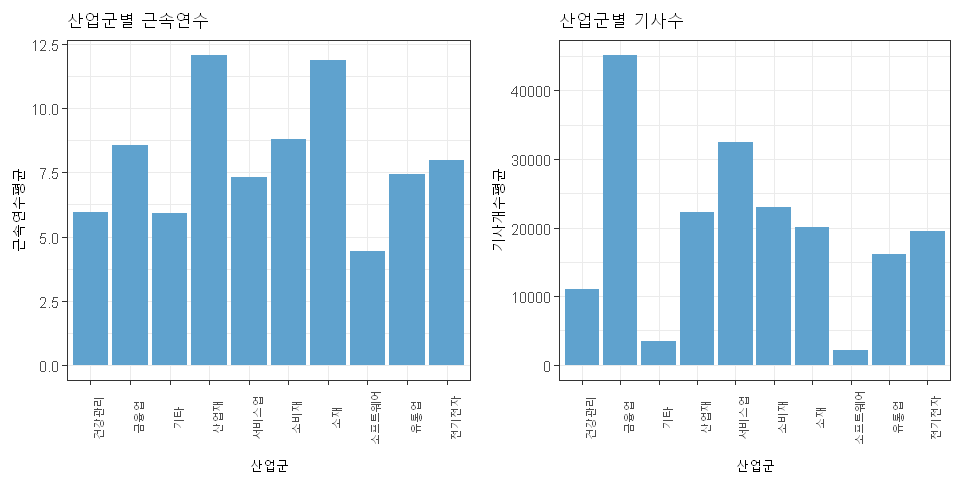 산업군별 근속연수
근속연수평균
12.5
10.0
7.5
5.0
2.5
0.0
건강관리
금융업
기타
산업재
서비스업
소비재
소재
소프트웨어
유통업
전기전자
산업군
산업군별 기사수
기사개수평균
40000
30000
20000
10000
0
건강관리
금융업
기타
산업재
서비스업
소비재
소재
소프트웨어
유통업
전기전자
산업군